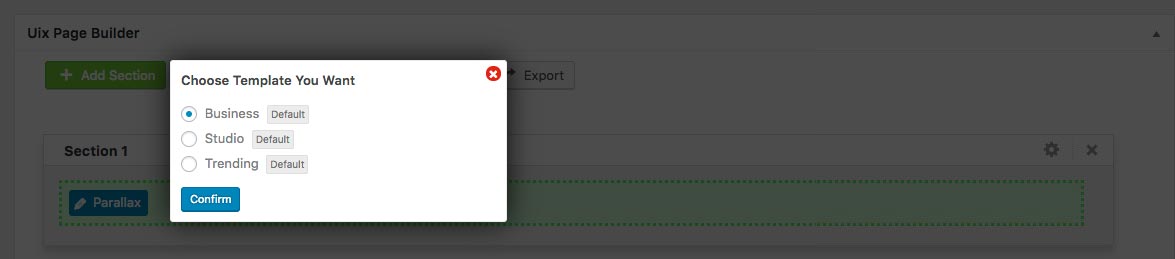 Uix Page Builder
Add Section
Export
Choose Template You Want
Business Default
Studio Default
Trending Default
Confirm
Section 1
Parallax